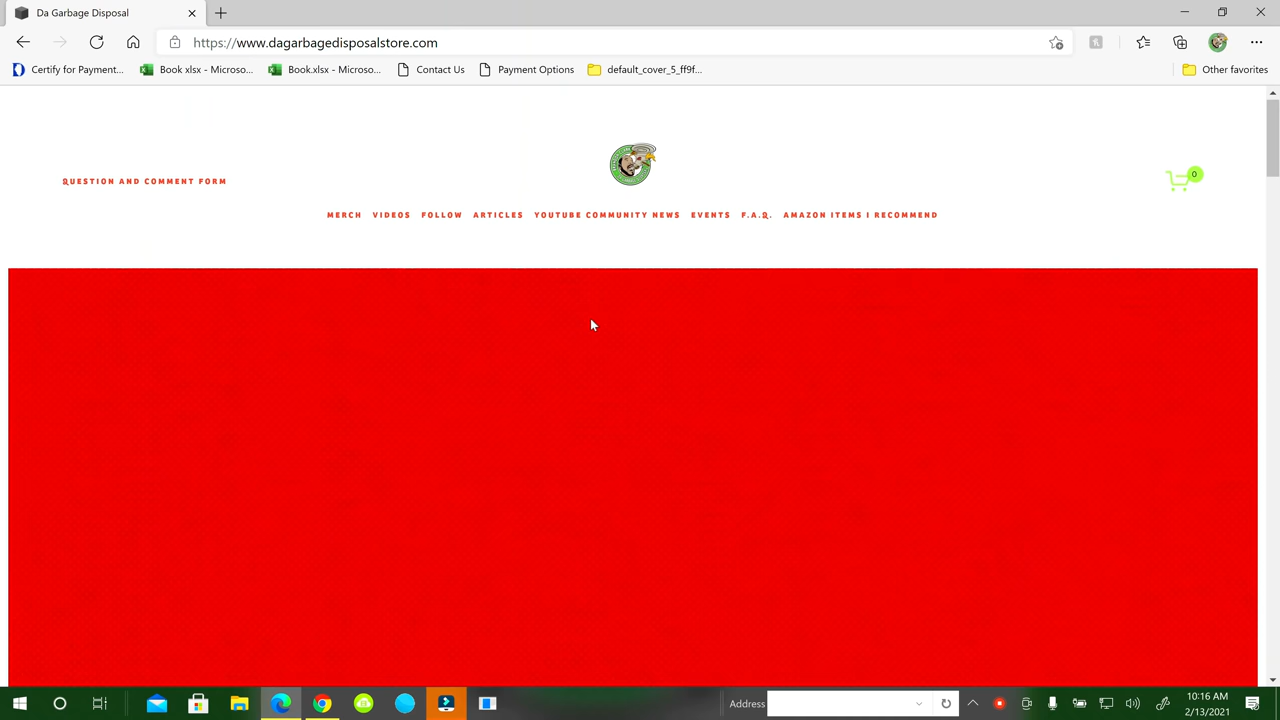 Da Garbage Disposal
https://www.dagarbagedisposalstore.com
Certify for Payment...
Book xlsx - Microso...
Book.xlsx - Microso...
Contact Us
Payment Options
default_cover_5_ff9f...
Other favorites
QUESTION AND COMMENT FORM
0
MERCH VIDEOS FOLLOW ARTICLES YOUTUBE COMMUNITY NEWS EVENTS F.A.Q. AMAZON ITEMS I RECOMMEND
Address
10:16 AM
2/13/2021